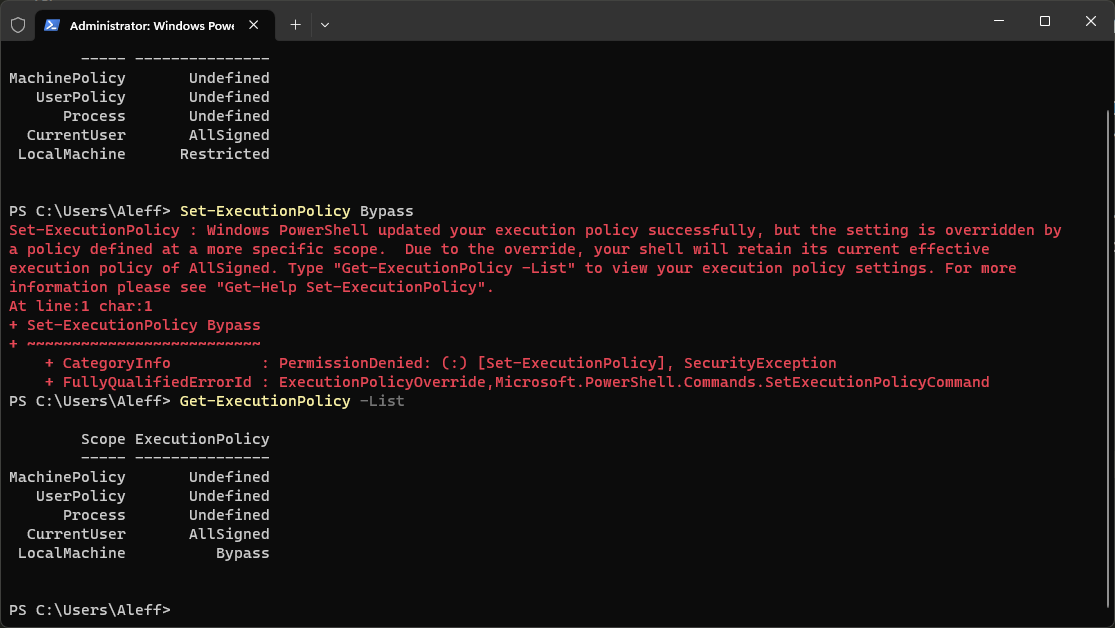 Administrator: Windows Powe
----- ---------------
MachinePolicy       Undefined
   UserPolicy       Undefined
      Process       Undefined
  CurrentUser       AllSigned
 LocalMachine      Restricted
PS C:\Users\Aleff> Set-ExecutionPolicy Bypass
Set-ExecutionPolicy : Windows PowerShell updated your execution policy successfully, but the setting is overridden by
a policy defined at a more specific scope.  Due to the override, your shell will retain its current effective
execution policy of AllSigned. Type "Get-ExecutionPolicy -List" to view your execution policy settings. For more
information please see "Get-Help Set-ExecutionPolicy".
At line:1 char:1
+ Set-ExecutionPolicy Bypass
+ ~~~~~~~~~~~~~~~~~~~~~~~~~~
    + CategoryInfo          : PermissionDenied: (:) [Set-ExecutionPolicy], SecurityException
    + FullyQualifiedErrorId : ExecutionPolicyOverride,Microsoft.PowerShell.Commands.SetExecutionPolicyCommand
PS C:\Users\Aleff> Get-ExecutionPolicy -List
        Scope ExecutionPolicy
        ----- ---------------
MachinePolicy       Undefined
   UserPolicy       Undefined
      Process       Undefined
  CurrentUser       AllSigned
 LocalMachine          Bypass
PS C:\Users\Aleff>